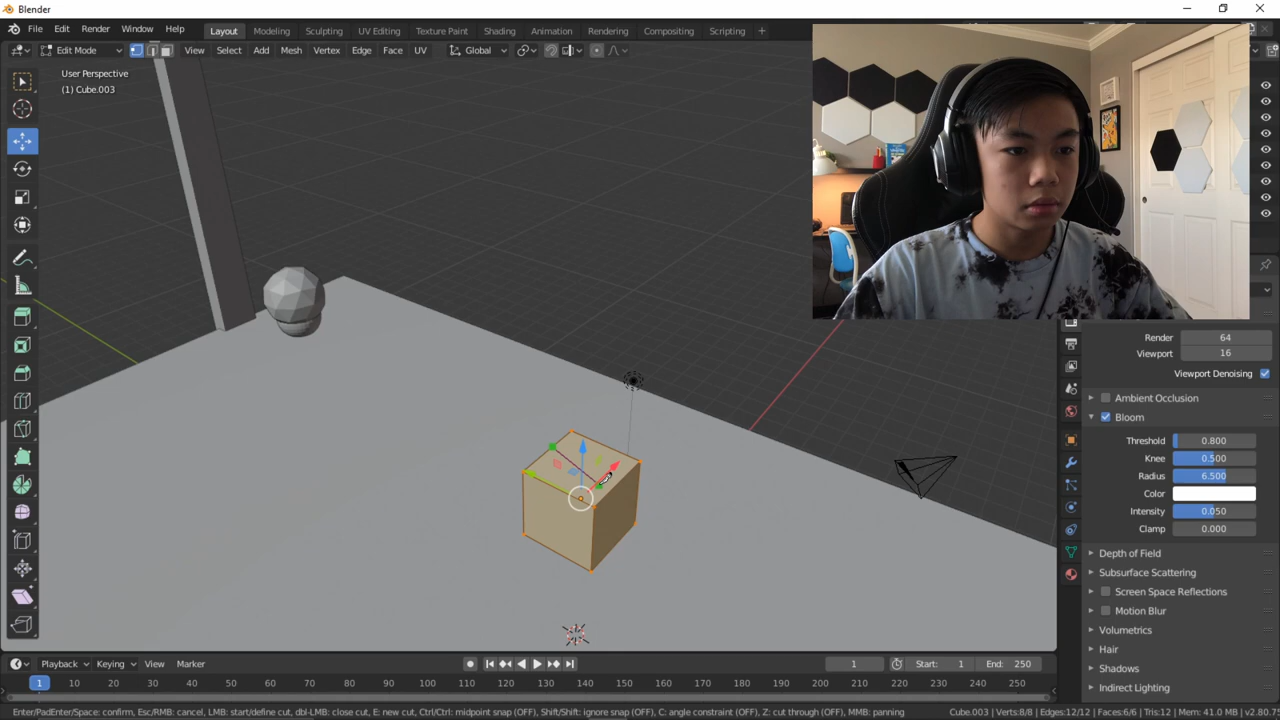 Blender
File Edit Render Window Help Layout Modeling Sculpting UV Editing Texture Paint Shading Animation Rendering Compositing Scripting +
Edit Mode View Select Add Mesh Vertex Edge Face UV Global
User Perspective
(1) Cube.003
Render 64
Viewport 16
Viewport Denoising
Ambient Occlusion
Bloom
Threshold 0.800
Knee 0.500
Radius 6.500
Color
Intensity 0.050
Clamp 0.000
Depth of Field
Subsurface Scattering
Screen Space Reflections
Motion Blur
Volumetrics
Hair
Shadows
Indirect Lighting
Playback Keying View Marker 1 Start: 1 End: 250
1 10 20 30 40 50 60 70 80 90 100 110 120 130 140 150 160 170 180 190 200 210 220 230 240 250
Enter/PadEnter/Space: confirm, Esc/RMB: cancel, LMB: start/define cut, dbl-LMB: close cut, E: new cut, Ctrl/Ctrl: midpoint snap (OFF), Shift/Shift: ignore snap (OFF), C: angle constraint (OFF), Z: cut through (OFF), MMB: panning Cube.003 | Verts:8/8 | Edges:12/12 | Faces:6/6 | Tris:12 | Mem: 41.0 MB | v2.80.75